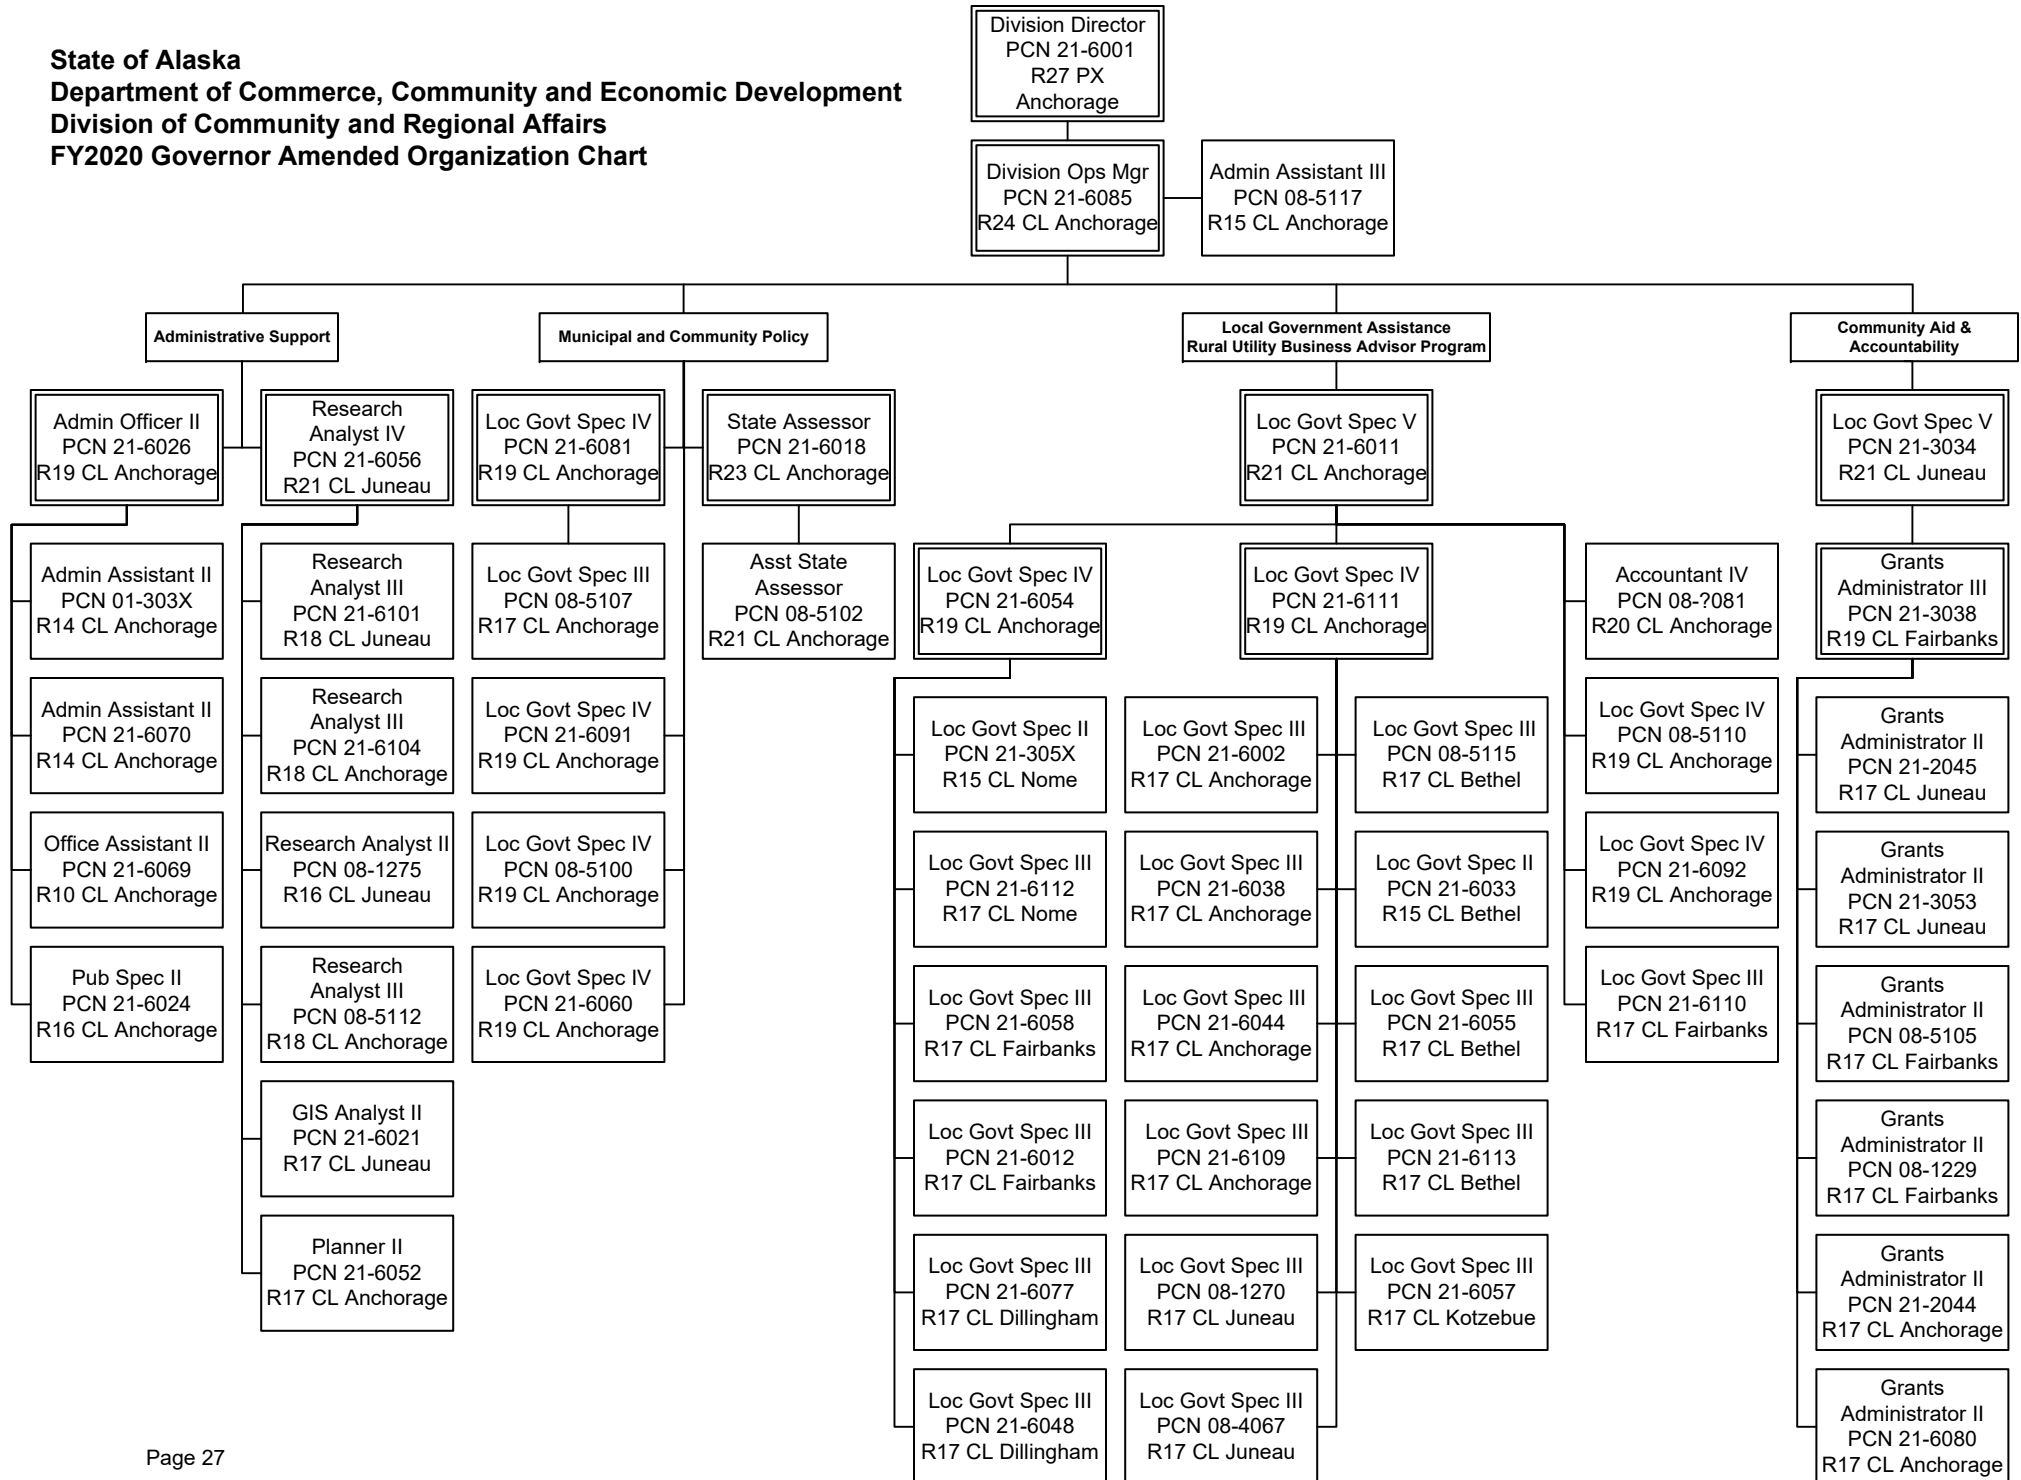 State of Alaska
Department of Commerce, Community and Economic Development
Division of Community and Regional Affairs
FY2020 Governor Amended Organization Chart
Division Director
PCN 21-6001
R27 PX
Anchorage
Division Ops Mgr
PCN 21-6085
R24 CL Anchorage
Admin Assistant III
PCN 08-5117
R15 CL Anchorage
Administrative Support
Admin Officer II
PCN 21-6026
R19 CL Anchorage
Admin Assistant II
PCN 01-303X
R14 CL Anchorage
Admin Assistant II
PCN 21-6070
R14 CL Anchorage
Office Assistant II
PCN 21-6069
R10 CL Anchorage
Pub Spec II
PCN 21-6024
R16 CL Anchorage
Research
Analyst IV
PCN 21-6056
R21 CL Juneau
Research
Analyst III
PCN 21-6101
R18 CL Juneau
Research
Analyst III
PCN 21-6104
R18 CL Anchorage
Research Analyst II
PCN 08-1275
R16 CL Juneau
Research
Analyst III
PCN 08-5112
R18 CL Anchorage
GIS Analyst II
PCN 21-6021
R17 CL Juneau
Planner II
PCN 21-6052
R17 CL Anchorage
Municipal and Community Policy
Loc Govt Spec IV
PCN 21-6081
R19 CL Anchorage
Loc Govt Spec III
PCN 08-5107
R17 CL Anchorage
Loc Govt Spec IV
PCN 21-6091
R19 CL Anchorage
Loc Govt Spec IV
PCN 08-5100
R19 CL Anchorage
Loc Govt Spec IV
PCN 21-6060
R19 CL Anchorage
State Assessor
PCN 21-6018
R23 CL Anchorage
Asst State
Assessor
PCN 08-5102
R21 CL Anchorage
Local Government Assistance
Rural Utility Business Advisor Program
Loc Govt Spec V
PCN 21-6011
R21 CL Anchorage
Loc Govt Spec IV
PCN 21-6054
R19 CL Anchorage
Loc Govt Spec II
PCN 21-305X
R15 CL Nome
Loc Govt Spec III
PCN 21-6112
R17 CL Nome
Loc Govt Spec III
PCN 21-6058
R17 CL Fairbanks
Loc Govt Spec III
PCN 21-6012
R17 CL Fairbanks
Loc Govt Spec III
PCN 21-6077
R17 CL Dillingham
Loc Govt Spec III
PCN 21-6048
R17 CL Dillingham
Loc Govt Spec IV
PCN 21-6111
R19 CL Anchorage
Loc Govt Spec III
PCN 21-6002
R17 CL Anchorage
Loc Govt Spec III
PCN 21-6038
R17 CL Anchorage
Loc Govt Spec III
PCN 21-6044
R17 CL Anchorage
Loc Govt Spec III
PCN 21-6109
R17 CL Anchorage
Loc Govt Spec III
PCN 08-1270
R17 CL Juneau
Loc Govt Spec III
PCN 08-4067
R17 CL Juneau
Loc Govt Spec III
PCN 08-5115
R17 CL Bethel
Loc Govt Spec II
PCN 21-6033
R15 CL Bethel
Loc Govt Spec III
PCN 21-6055
R17 CL Bethel
Loc Govt Spec III
PCN 21-6113
R17 CL Bethel
Loc Govt Spec III
PCN 21-6057
R17 CL Kotzebue
Accountant IV
PCN 08-?081
R20 CL Anchorage
Loc Govt Spec IV
PCN 08-5110
R19 CL Anchorage
Loc Govt Spec IV
PCN 21-6092
R19 CL Anchorage
Loc Govt Spec III
PCN 21-6110
R17 CL Fairbanks
Community Aid &
Accountability
Loc Govt Spec V
PCN 21-3034
R21 CL Juneau
Grants
Administrator III
PCN 21-3038
R19 CL Fairbanks
Grants
Administrator II
PCN 21-2045
R17 CL Juneau
Grants
Administrator II
PCN 21-3053
R17 CL Juneau
Grants
Administrator II
PCN 08-5105
R17 CL Fairbanks
Grants
Administrator II
PCN 08-1229
R17 CL Fairbanks
Grants
Administrator II
PCN 21-2044
R17 CL Anchorage
Grants
Administrator II
PCN 21-6080
R17 CL Anchorage
Page 27